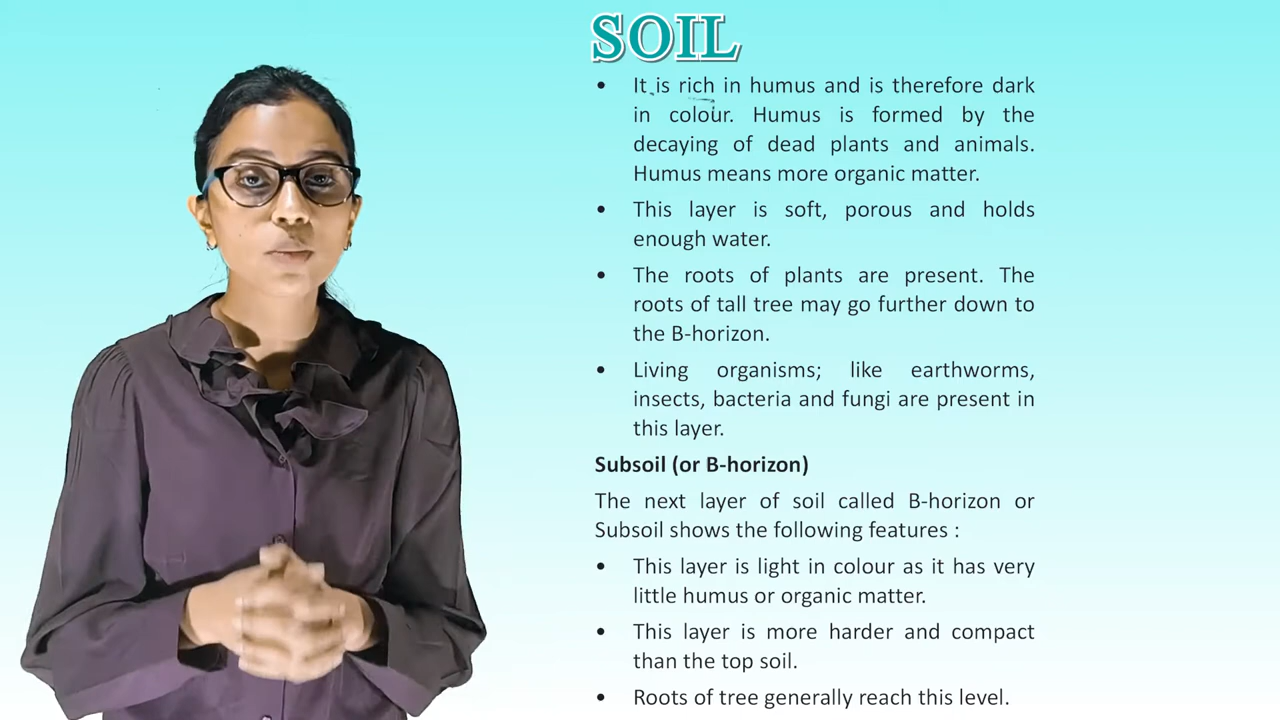 SOIL
• It is rich in humus and is therefore dark
in colour. Humus is formed by the
decaying of dead plants and animals.
Humus means more organic matter.
• This layer is soft, porous and holds
enough water.
• The roots of plants are present. The
roots of tall tree may go further down to
the B-horizon.
• Living organisms; like earthworms,
insects, bacteria and fungi are present in
this layer.
Subsoil (or B-horizon)
The next layer of soil called B-horizon or
Subsoil shows the following features :
• This layer is light in colour as it has very
little humus or organic matter.
• This layer is more harder and compact
than the top soil.
• Roots of tree generally reach this level.